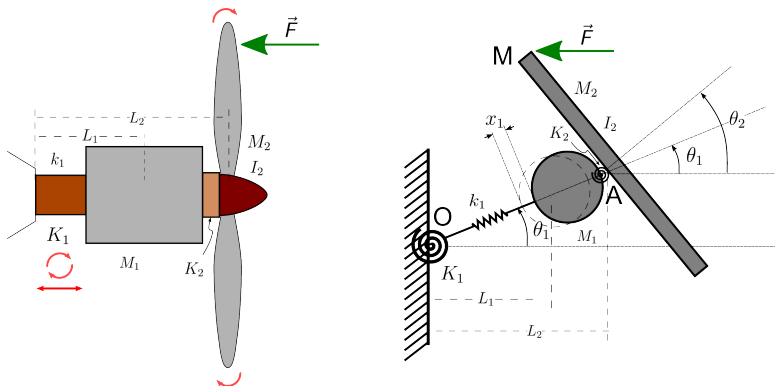 F⃗
L₂
L₁
k₁
M₂
I₂
K₁
M₁
K₂
F⃗
M
M₂
x₁
K₂
I₂
θ₂
θ₁
k₁
A
O
θ₁
M₁
K₁
L₁
L₂